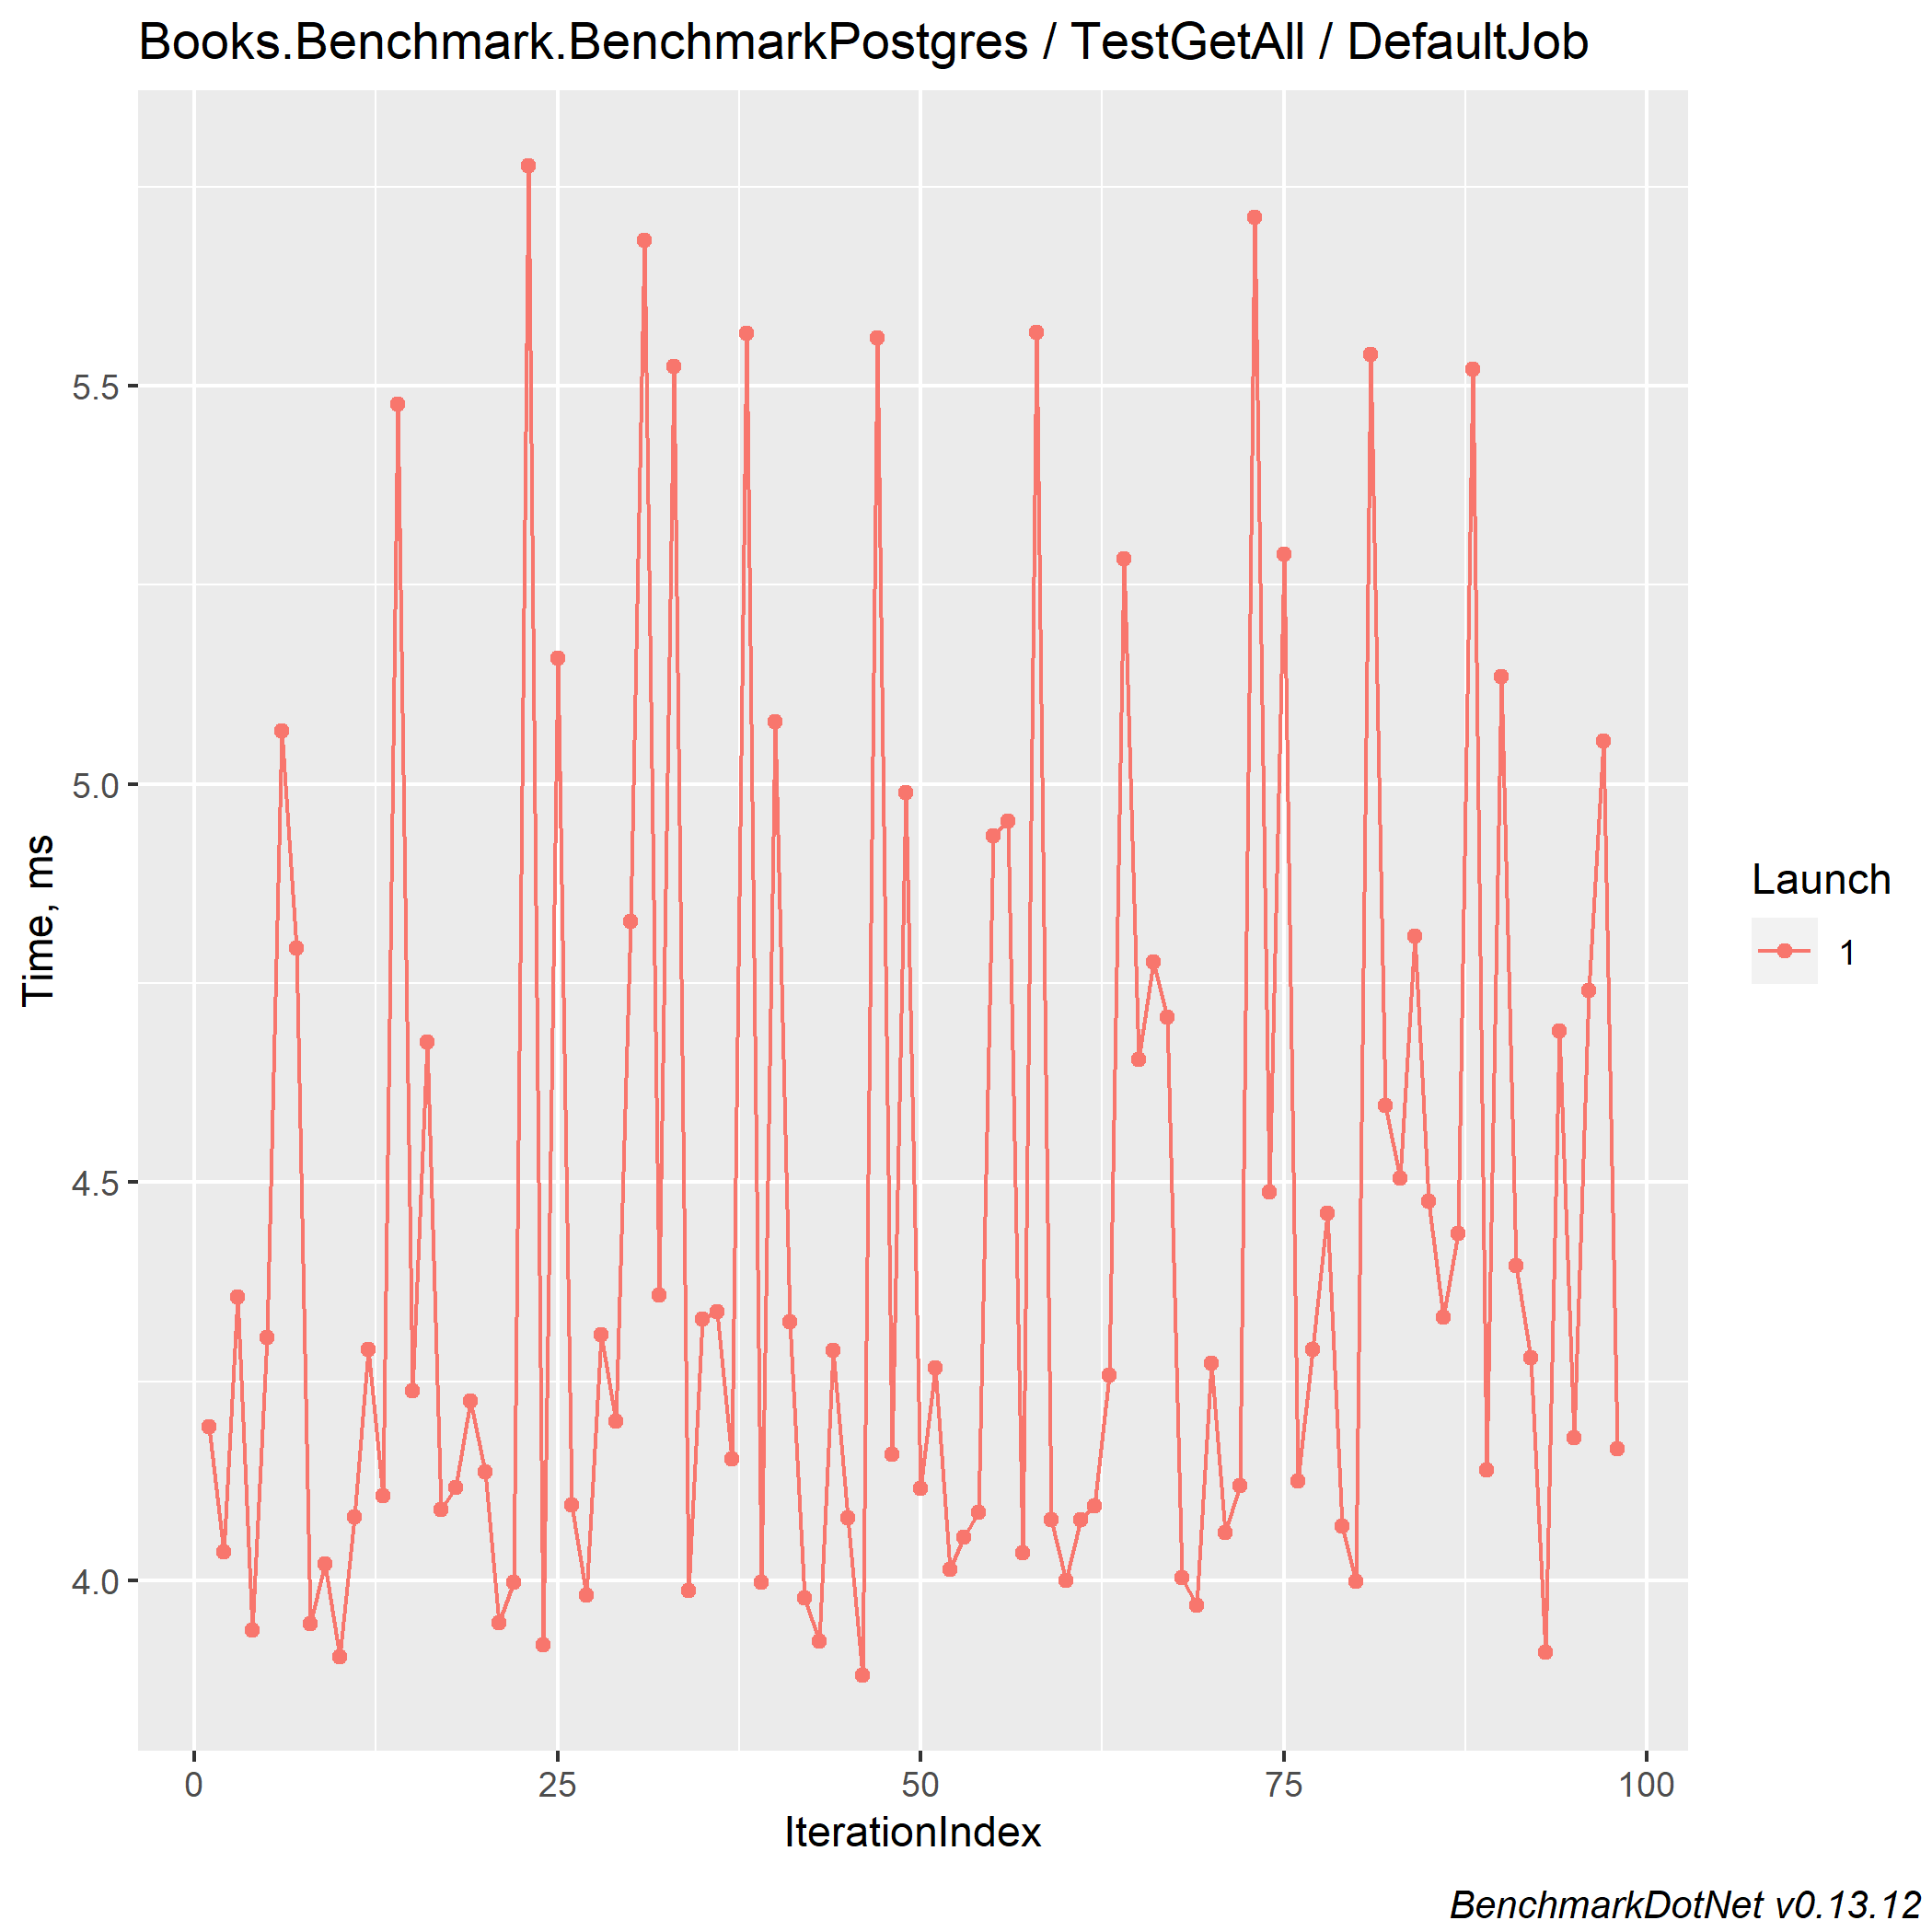 Books.Benchmark.BenchmarkPostgres / TestGetAll / DefaultJob
Time, ms
5.5
5.0
4.5
4.0
0 25 50 75 100
IterationIndex
Launch
1
BenchmarkDotNet v0.13.12